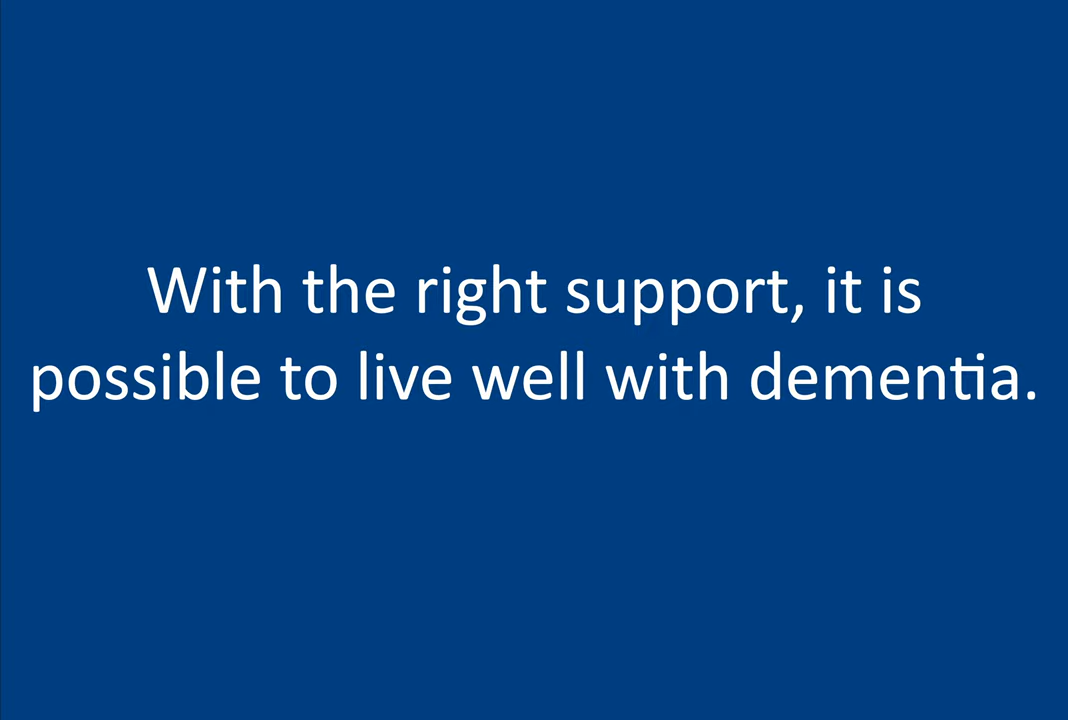 With the right support, it is
possible to live well with dementia.